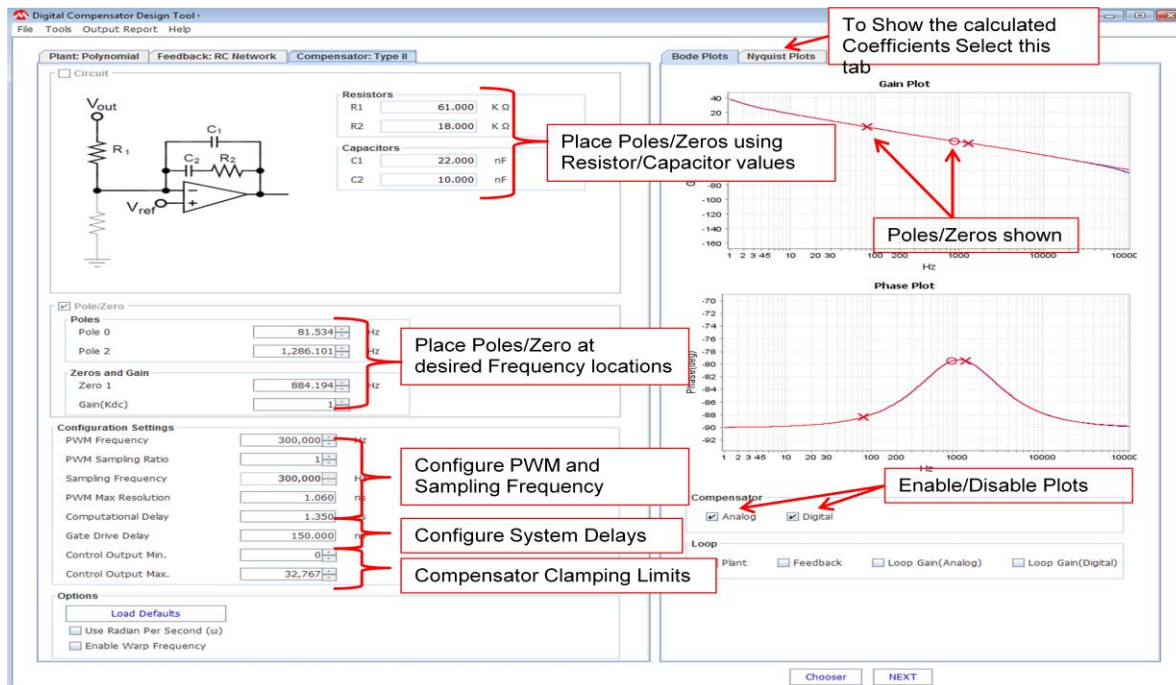 Digital Compensator Design Tool
File Tools Output Report Help
To Show the calculated
Coefficients Select this
tab
Plant: Polynomial Feedback: RC Network Compensator: Type II
Bode Plots Nyquist Plots
Circuit
Vout
R1
C1
C2 R2
Vref
Resistors
R1 61.000 K Ω
R2 18.000 K Ω
Capacitors
C1 22.000 nF
C2 10.000 nF
Place Poles/Zeros using
Resistor/Capacitor values
Gain Plot
40
20
-80
-100
-120
-140
-160
1 2 3 45 10 20 30 100 200 1000 10000
Hz
Poles/Zeros shown
Pole/Zero
Poles
Pole 0 81.534 Hz
Pole 2 1,286.101
Zeros and Gain
Zero 1 884.194 Hz
Gain(Kdc) 1
Place Poles/Zero at
desired Frequency locations
Phase Plot
Phase(deg)
-70
-72
-74
-76
-78
-80
-82
-84
-86
-88
-90
-92
1 2 3 45 10 20 30 100 200 1000 10000
Hz
Configuration Settings
PWM Frequency 300,000 Hz
PWM Sampling Ratio 1
Sampling Frequency 300,000
PWM Max Resolution 1.060
Computational Delay 1.350
Gate Drive Delay 150.000
Control Output Min. 0
Control Output Max. 32,767
Configure PWM and
Sampling Frequency
Configure System Delays
Compensator Clamping Limits
Compensator
Analog Digital
Enable/Disable Plots
Loop
Plant Feedback Loop Gain(Analog) Loop Gain(Digital)
Options
Load Defaults
Use Radian Per Second (ω)
Enable Warp Frequency
Chooser NEXT